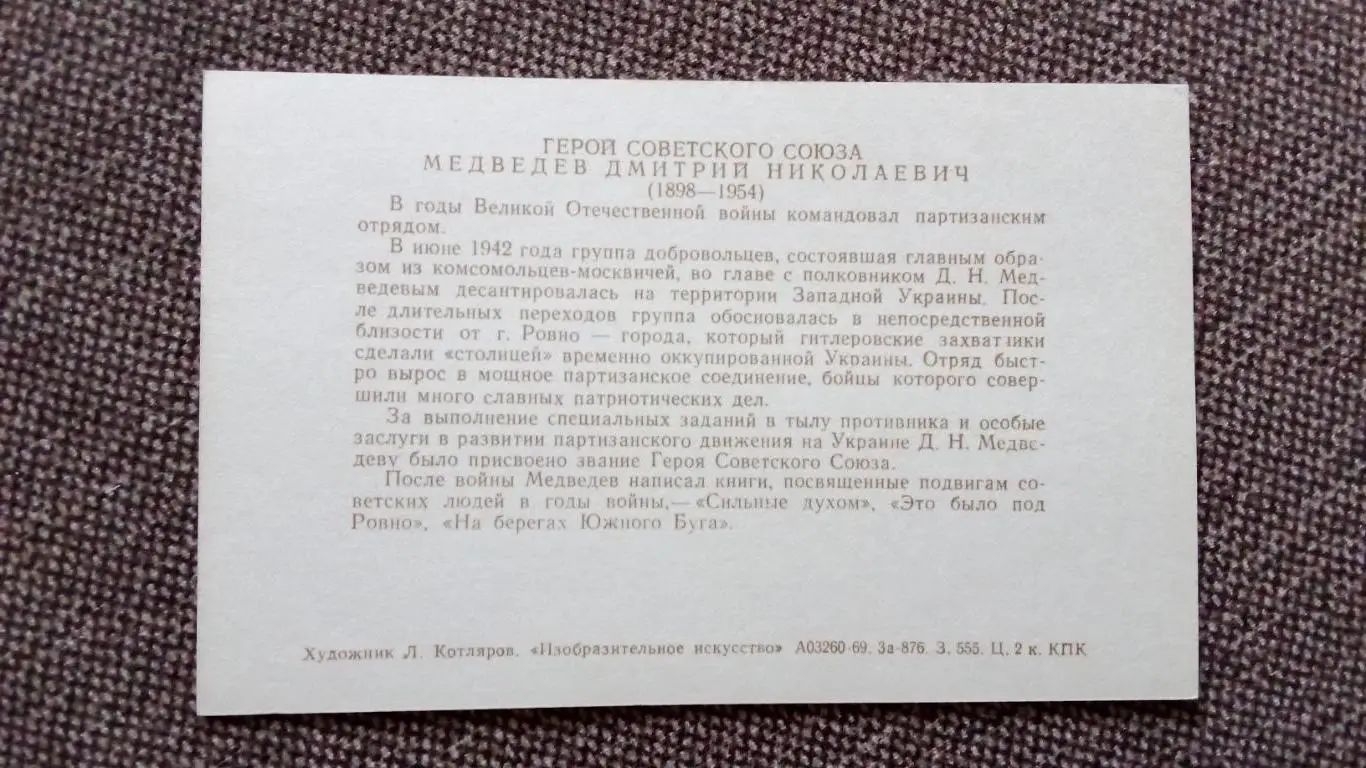 ГЕРОЙ СОВЕТСКОГО СОЮЗА
МЕДВЕДЕВ ДМИТРИЙ НИКОЛАЕВИЧ
(1898—1954)
В годы Великой Отечественной войны командовал партизанским
отрядом.
В июне 1942 года группа добровольцев, состоявшая главным обра-
зом из комсомольцев-москвичей, во главе с полковником Д. Н. Мед-
ведевым десантировалась на территории Западной Украины. Пос-
ле длительных переходов группа обосновалась в непосредственной
близости от г. Ровно — города, который гитлеровские захватчики
сделали «столицей» временно оккупированной Украины. Отряд быст-
ро вырос в мощное партизанское соединение, бойцы которого совер-
шили много славных патриотических дел.
За выполнение специальных заданий в тылу противника и особые
заслуги в развитии партизанского движения на Украине Д. Н. Медве-
деву было присвоено звание Героя Советского Союза.
После войны Медведев написал книги, посвященные подвигам со-
ветских людей в годы войны,— «Сильные духом», «Это было под
Ровно», «На берегах Южного Буга».
Художник Л. Котляров. «Изобразительное искусство» А03260-69. За-876. З. 555. Ц. 2 к. КПК